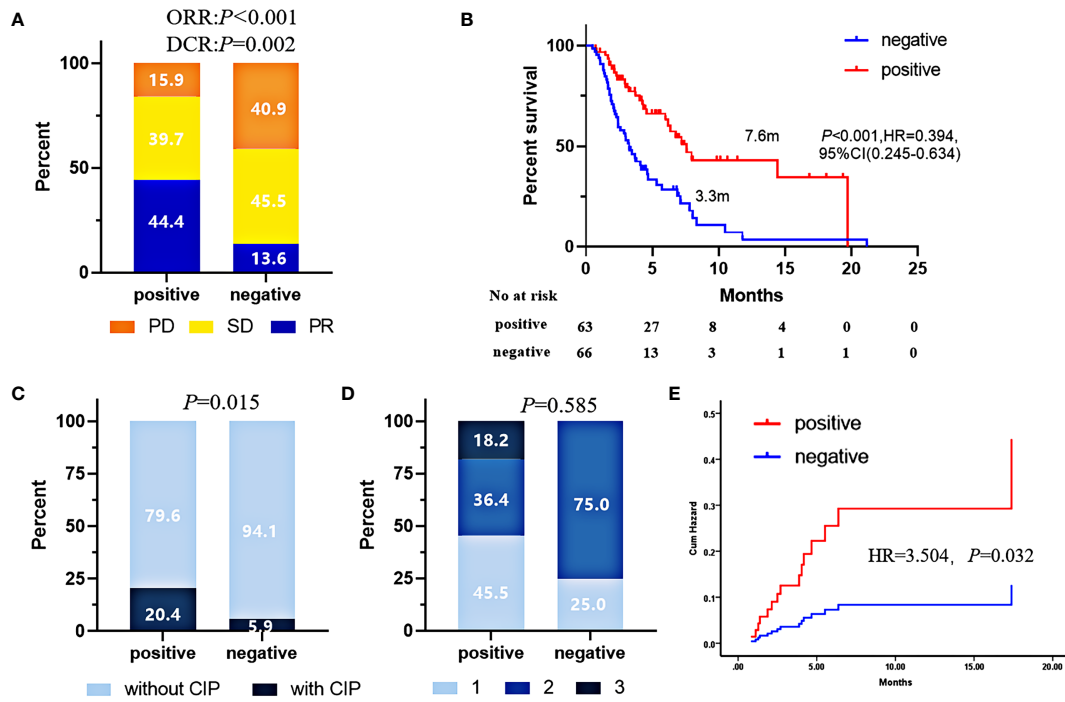 A
ORR:P<0.001
DCR:P=0.002
Percent
100
50
0
15.9
39.7
44.4
40.9
45.5
13.6
positive negative
PD SD PR
B
negative
positive
Percent survival
100
50
0
7.6m
3.3m
P<0.001,HR=0.394,
95%CI(0.245-0.634)
0 5 10 15 20 25
Months
No at risk
positive 63 27 8 4 0 0
negative 66 13 3 1 1 0
C
P=0.015
Percent
100
75
50
25
0
79.6
20.4
94.1
5.9
positive negative
without CIP with CIP
D
P=0.585
Percent
100
75
50
25
0
18.2
36.4
45.5
75.0
25.0
positive negative
1 2 3
E
positive
negative
Cum Hazard
0.5
0.4
0.3
0.2
0.1
0.0
HR=3.504, P=0.032
.00 5.00 10.00 15.00 20.00
Months